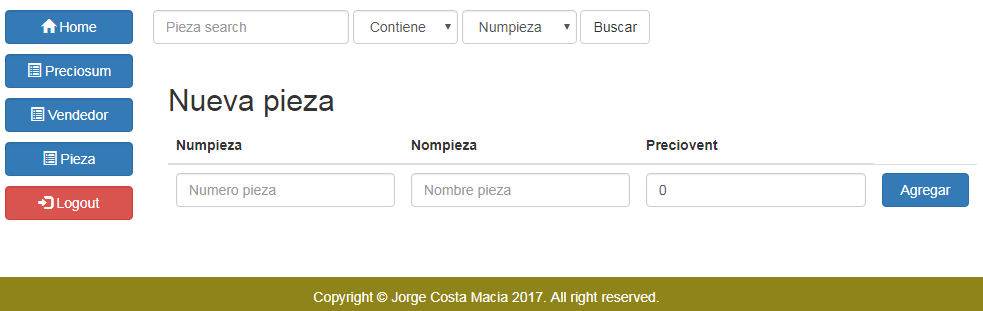 Home
Pieza search Contiene Numpieza Buscar
Preciosum
Vendedor
Pieza
Logout
Nueva pieza
Numpieza Nompieza Preciovent
Numero pieza Nombre pieza 0 Agregar
Copyright © Jorge Costa Macia 2017. All right reserved.